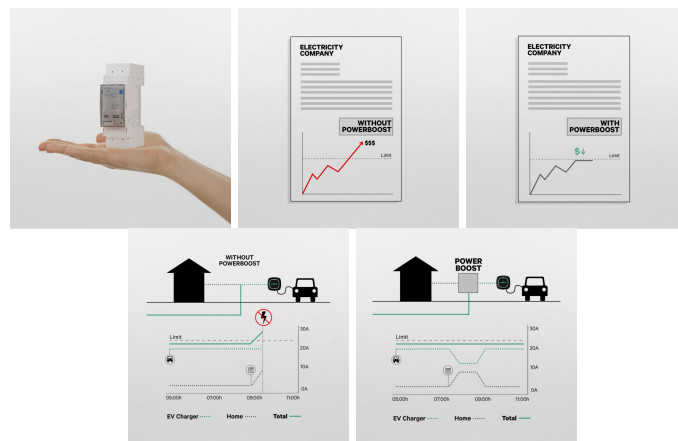 ELECTRICITY
COMPANY
WITHOUT
POWERBOOST
$$$
Limit
ELECTRICITY
COMPANY
WITH
POWERBOOST
$↓
Limit
WITHOUT
POWERBOOST
Limit
30A
20A
10A
0A
05:00h 07:00h 09:00h 11:00h
EV Charger Home Total
POWER
BOOST
Limit
30A
20A
10A
0A
05:00h 07:00h 09:00h 11:00h
EV Charger Home Total